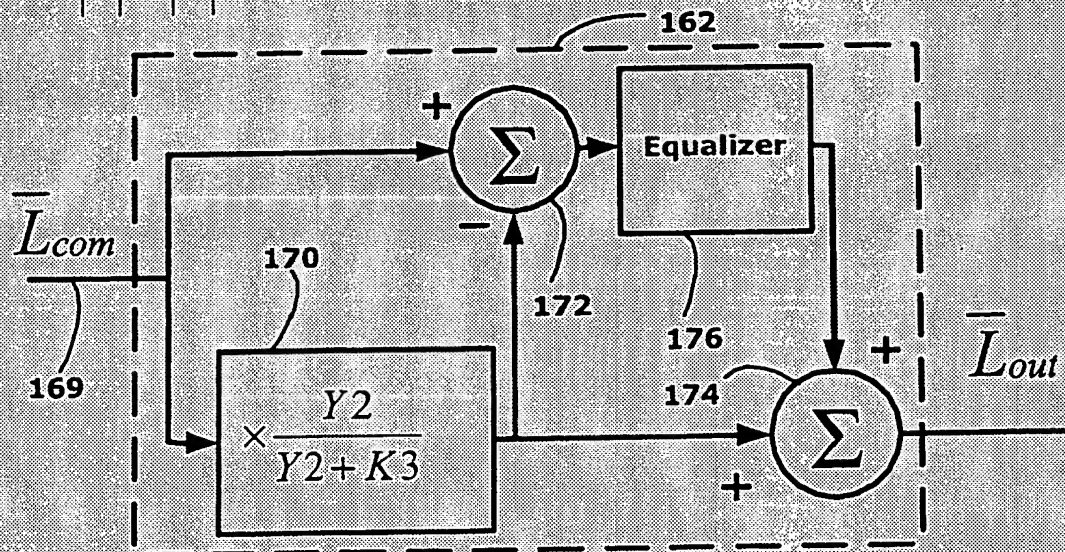 162
+
Σ
Equalizer
−
L̅com
170
172
176
169
174
+
L̅out
× Y2
Y2 + K3
Σ
+